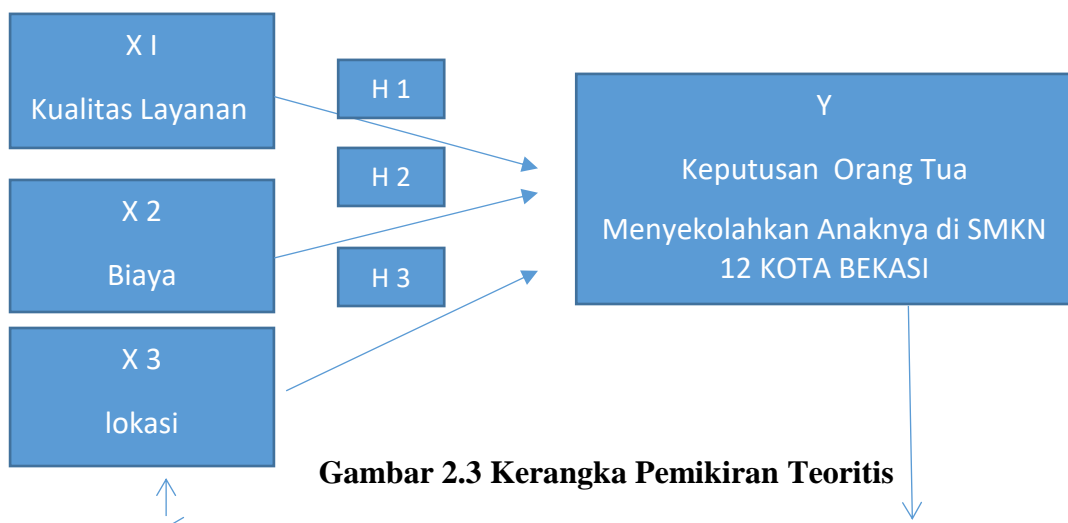 X I
Kualitas Layanan
H 1
X 2
Biaya
H 2
X 3
lokasi
H 3
Y
Keputusan Orang Tua
Menyekolahkan Anaknya di SMKN
12 KOTA BEKASI
Gambar 2.3 Kerangka Pemikiran Teoritis